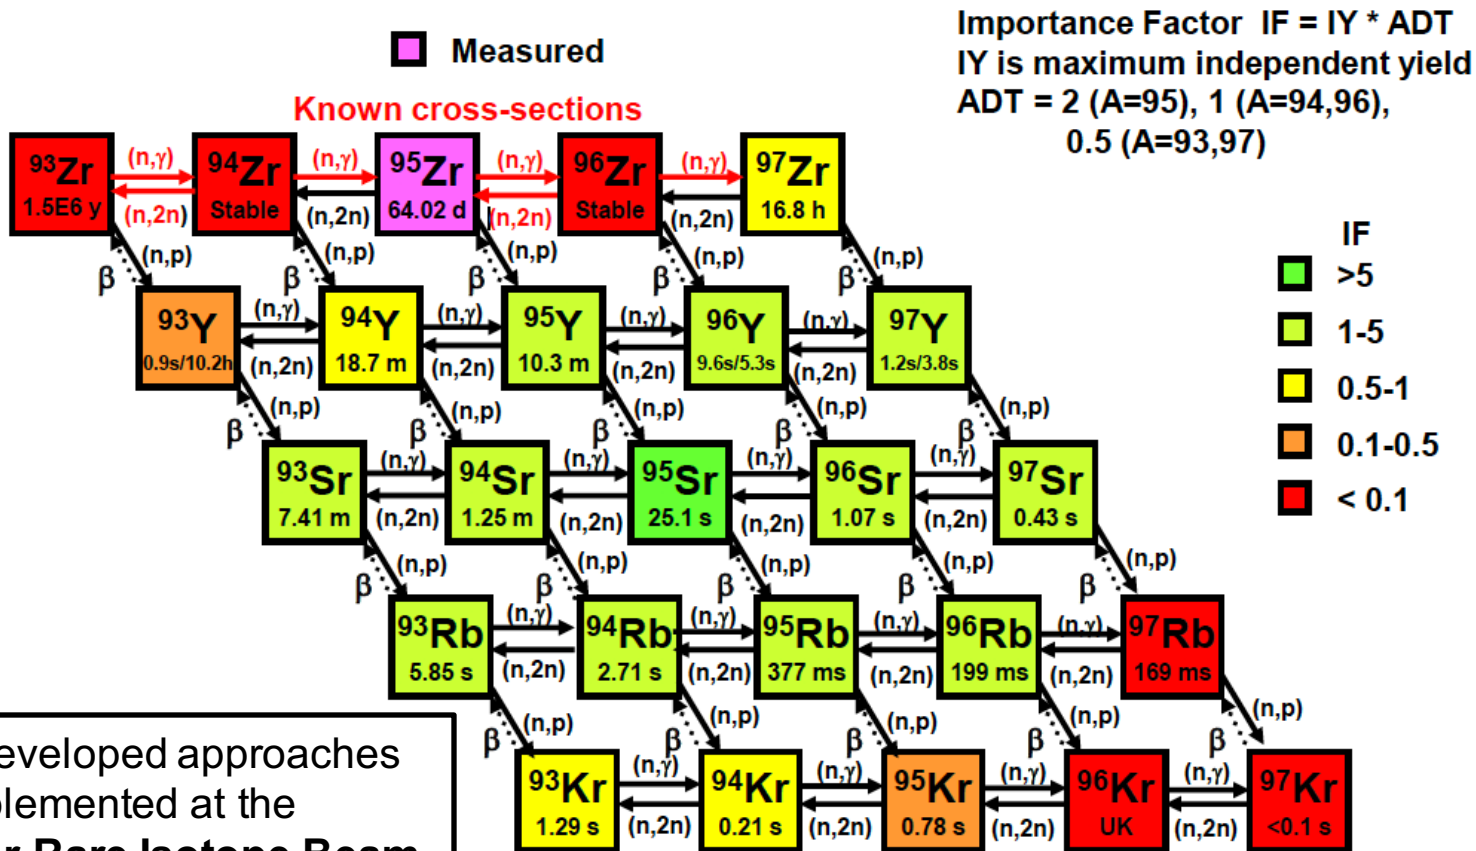 Measured
Known cross-sections
Importance Factor IF = IY * ADT
IY is maximum independent yield
ADT = 2 (A=95), 1 (A=94,96),
0.5 (A=93,97)
(n,γ) (n,γ) (n,γ) (n,γ)
93Zr 94Zr 95Zr 96Zr 97Zr
1.5E6 y Stable 64.02 d Stable 16.8 h
(n,2n) (n,2n) (n,2n) (n,2n)
(n,p) (n,p) (n,p) (n,p) (n,p)
β β β β
(n,γ) (n,γ) (n,γ) (n,γ)
93Y 94Y 95Y 96Y 97Y
0.9s/10.2h 18.7 m 10.3 m 9.6s/5.3s 1.2s/3.8s
(n,2n) (n,2n) (n,2n) (n,2n)
(n,p) (n,p) (n,p) (n,p) (n,p)
β β β β β
(n,γ) (n,γ) (n,γ) (n,γ)
93Sr 94Sr 95Sr 96Sr 97Sr
7.41 m 1.25 m 25.1 s 1.07 s 0.43 s
(n,2n) (n,2n) (n,2n) (n,2n)
(n,p) (n,p) (n,p) (n,p) (n,p)
β β β β β
(n,γ) (n,γ) (n,γ) (n,γ)
93Rb 94Rb 95Rb 96Rb 97Rb
5.85 s 2.71 s 377 ms 199 ms 169 ms
(n,2n) (n,2n) (n,2n) (n,2n)
(n,p) (n,p) (n,p) (n,p) (n,p)
β β β β β
(n,γ) (n,γ) (n,γ) (n,γ)
93Kr 94Kr 95Kr 96Kr 97Kr
1.29 s 0.21 s 0.78 s UK <0.1 s
(n,2n) (n,2n) (n,2n) (n,2n)
IF
>5
1-5
0.5-1
0.1-0.5
< 0.1
eveloped approaches
plemented at the
r Rare Isotope Beam